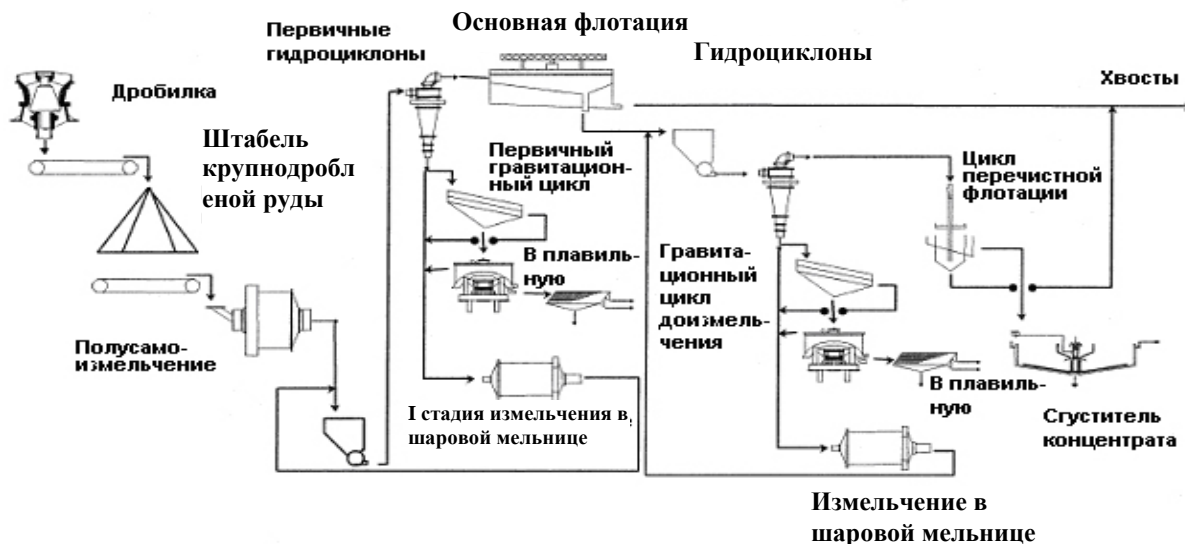 Дробилка
Штабель
крупнодробл
еной руды
Полусамо-
измельчение
Первичные
гидроциклоны
Основная флотация
Гидроциклоны
Хвосты
Первичный
гравитацион-
ный цикл
В плавиль-
ную
I стадия измельчения в
шаровой мельнице
Гравита-
ционный
цикл
доизмель-
чения
Цикл
перечистной
флотации
В плавиль-
ную
Сгуститель
концентрата
Измельчение в
шаровой мельнице